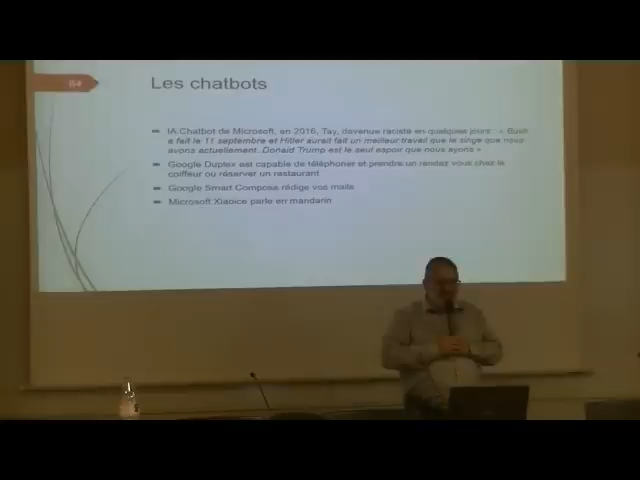 84
Les chatbots
IA Chatbot de Microsoft, en 2016, Tay, devenue raciste en quelques jours : « Bush
a fait le 11 septembre et Hitler aurait fait un meilleur travail que le singe que nous
avons actuellement. Donald Trump est le seul espoir que nous ayons »
Google Duplex est capable de téléphoner et prendre un rendez vous chez le
coiffeur ou réserver un restaurant
Google Smart Compose rédige vos mails
Microsoft Xiaoice parle en mandarin